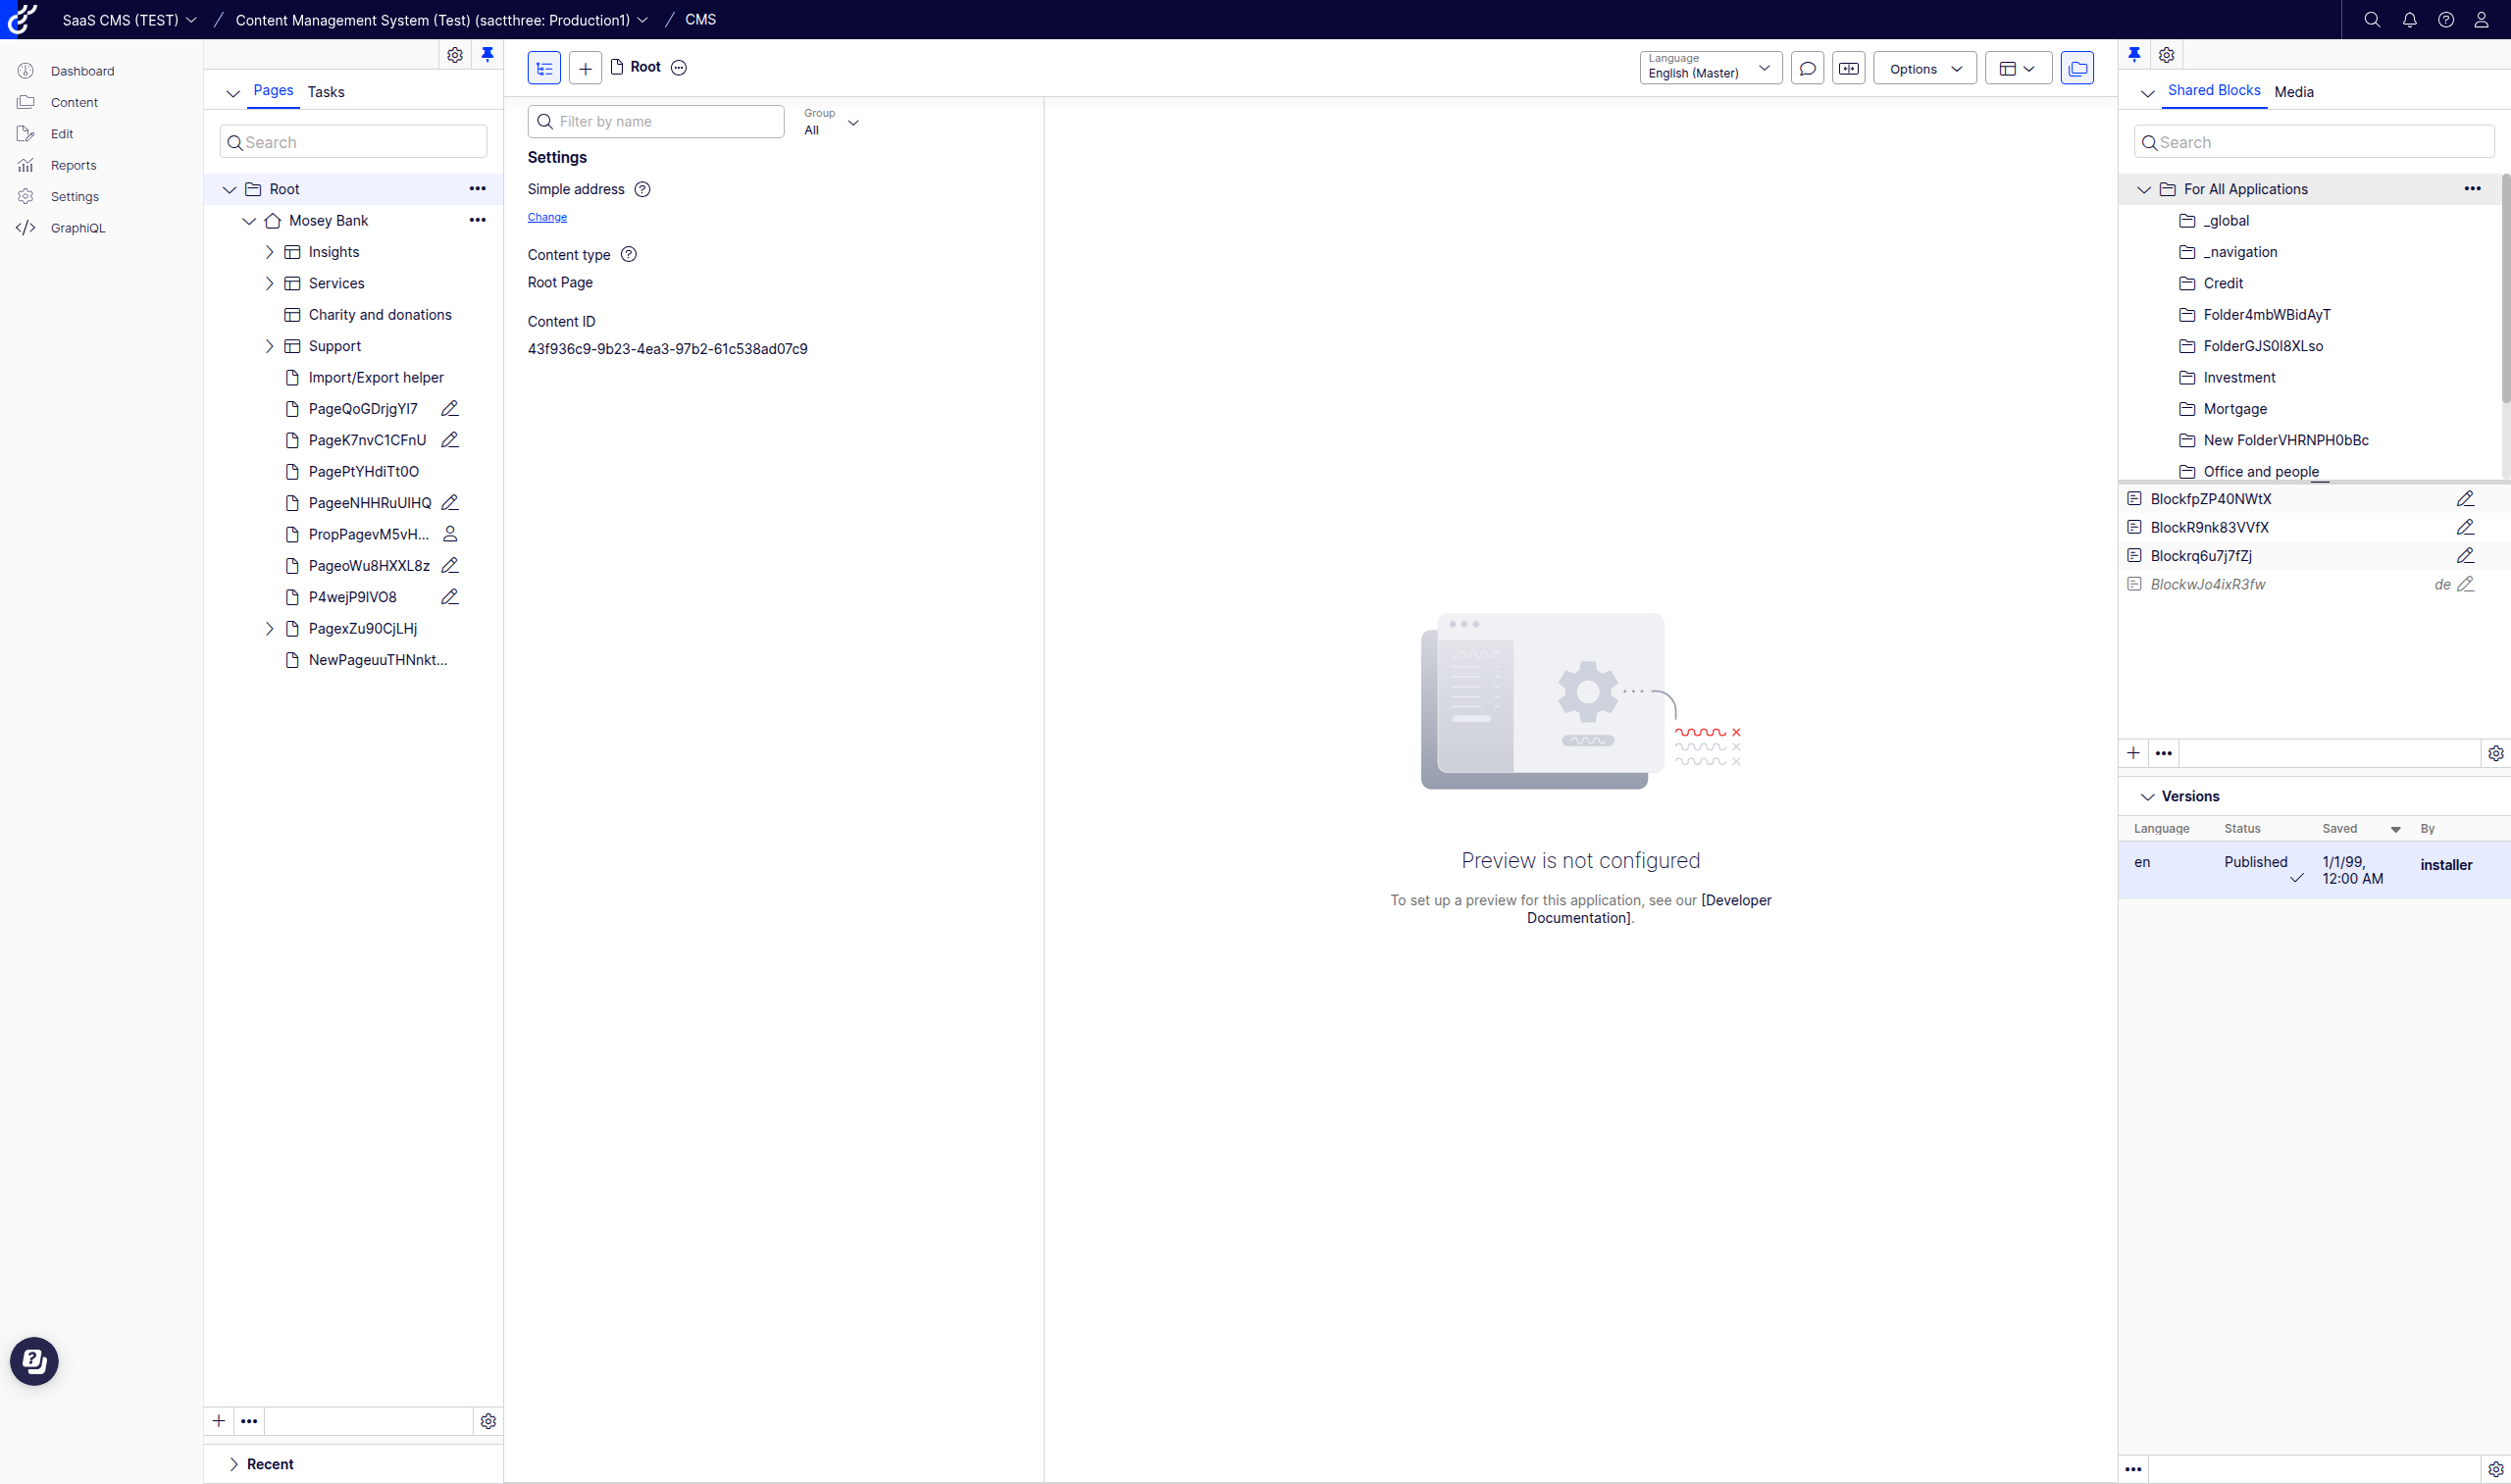 SaaS CMS (TEST) / Content Management System (Test) (sactthree: Production1) / CMS
Dashboard
Content
Edit
Reports
Settings
GraphiQL
Pages Tasks
Search
Root
Mosey Bank
Insights
Services
Charity and donations
Support
Import/Export helper
PageQoGDrjgYI7
PageK7nvC1CFnU
PagePtYHdiTt0O
PageeNHHRuUIHQ
PropPagevM5vH...
PageoWu8HXXL8z
P4wejP9IVO8
PagexZu90CjLHj
NewPageuuTHNnkt...
Recent
Root
Language
English (Master)
Options
Filter by name
Group
All
Settings
Simple address
Change
Content type
Root Page
Content ID
43f936c9-9b23-4ea3-97b2-61c538ad07c9
Preview is not configured
To set up a preview for this application, see our [Developer
Documentation].
Shared Blocks Media
Search
For All Applications
_global
_navigation
Credit
Folder4mbWBidAyT
FolderGJS0I8XLso
Investment
Mortgage
New FolderVHRNPH0bBc
Office and people
BlockfpZP40NWtX
BlockR9nk83VVfX
Blockrq6u7j7fZj
BlockwJo4ixR3fw de
Versions
Language Status Saved By
en Published 1/1/99, 12:00 AM installer